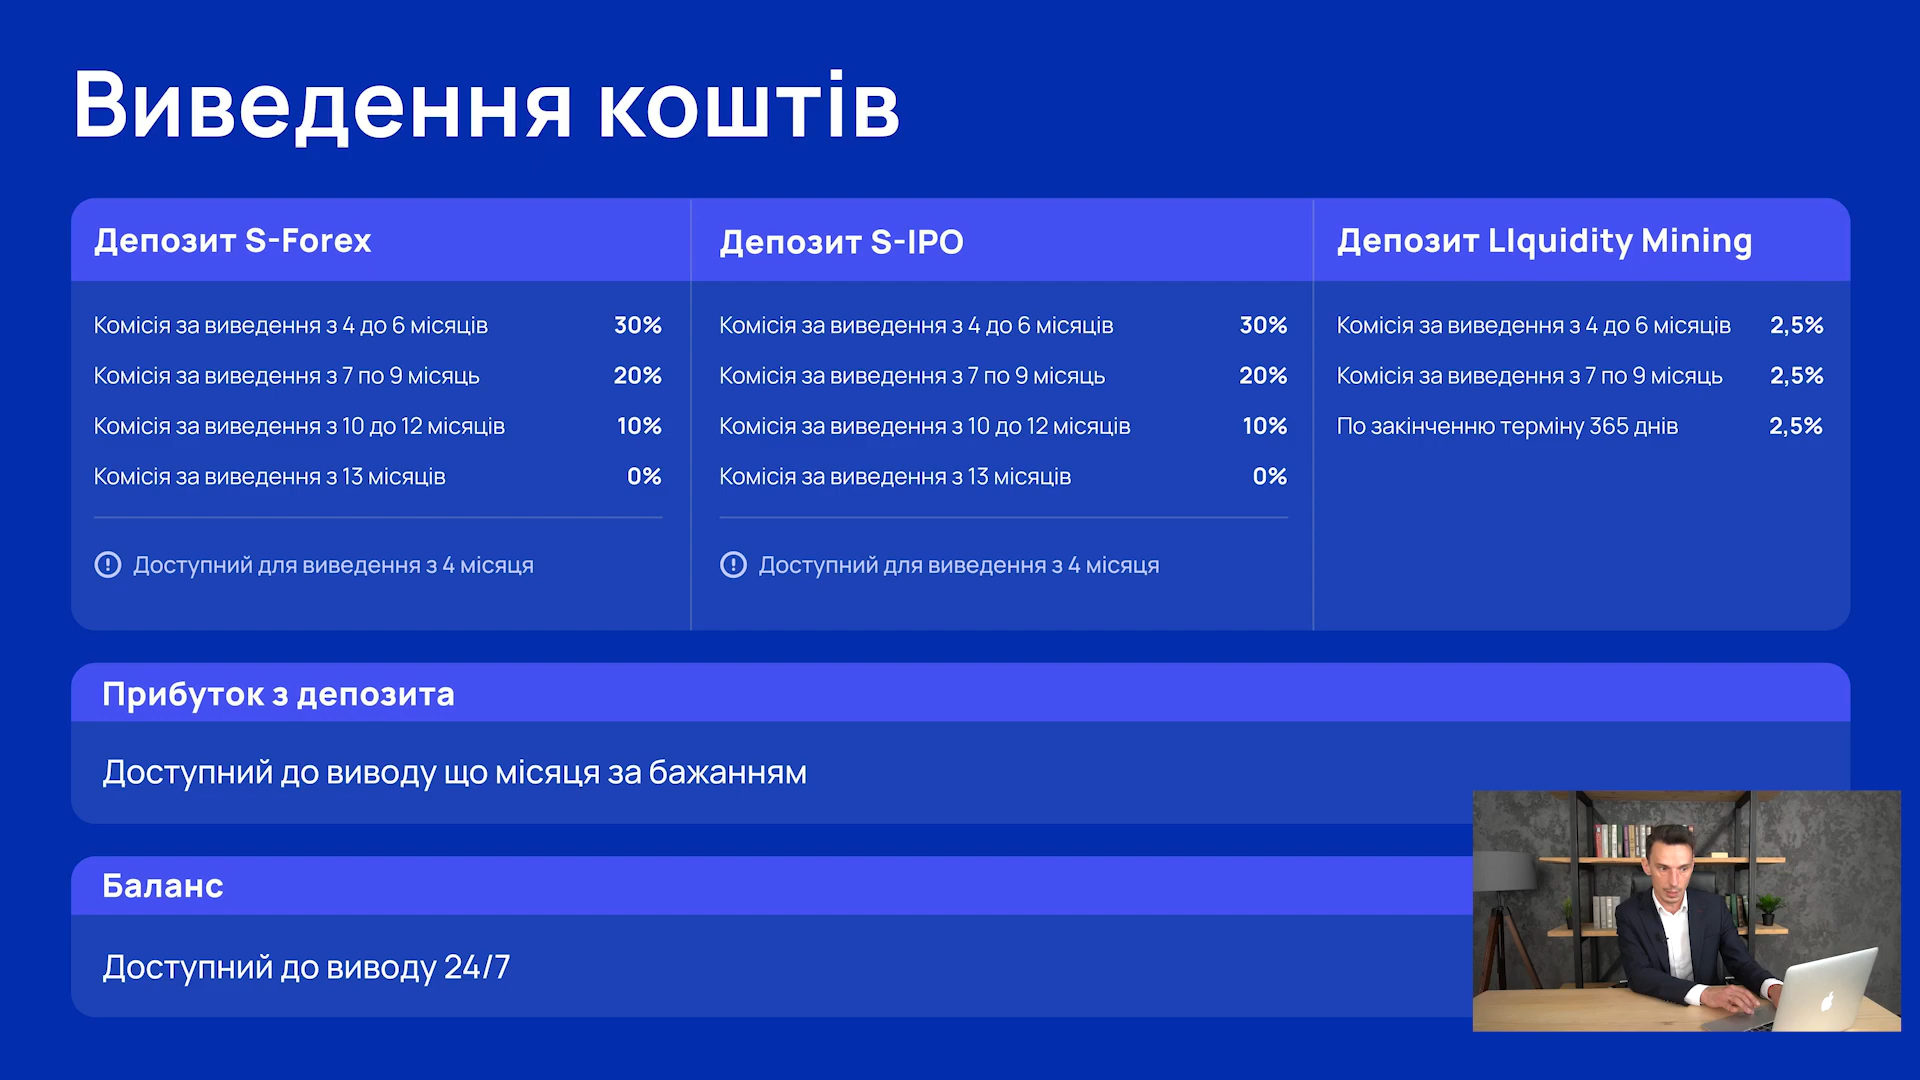 Виведення коштів
Депозит S-Forex
Комісія за виведення з 4 до 6 місяців 30%
Комісія за виведення з 7 по 9 місяць 20%
Комісія за виведення з 10 до 12 місяців 10%
Комісія за виведення з 13 місяців 0%
Доступний для виведення з 4 місяця
Депозит S-IPO
Комісія за виведення з 4 до 6 місяців 30%
Комісія за виведення з 7 по 9 місяць 20%
Комісія за виведення з 10 до 12 місяців 10%
Комісія за виведення з 13 місяців 0%
Доступний для виведення з 4 місяця
Депозит LIquidity Mining
Комісія за виведення з 4 до 6 місяців 2,5%
Комісія за виведення з 7 по 9 місяць 2,5%
По закінченню терміну 365 днів 2,5%
Прибуток з депозита
Доступний до виводу що місяця за бажанням
Баланс
Доступний до виводу 24/7